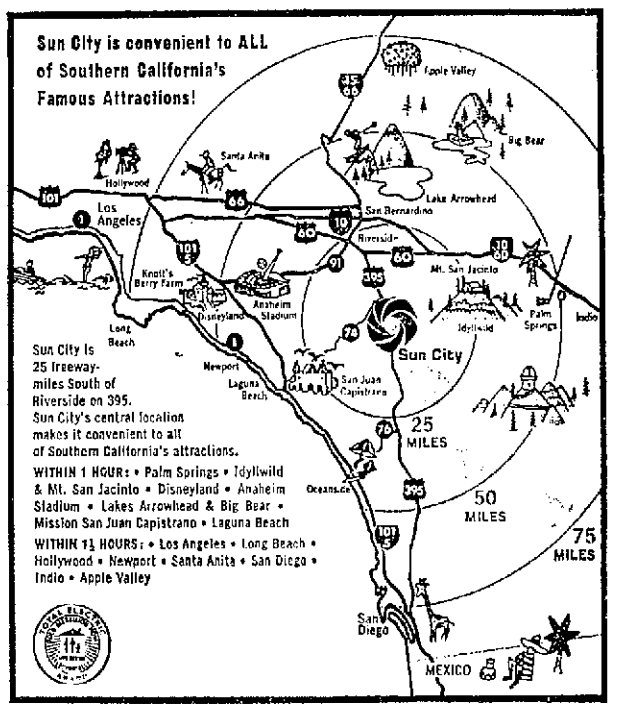 Sun City is convenient to ALL
of Southern California's
Famous Attractions!
Apple Valley
Big Bear
Lake Arrowhead
Santa Anita
Hollywood
101
66
Los
Angeles
1
San Bernardino
10
Riverside
66
91
395
66
10
60
Mt. San Jacinto
Idyllwild
Palm
Springs
Indio
101
5
Knott's
Berry Farm
Disneyland
Anaheim
Stadium
74
Sun City
Long
Beach
1
Newport
Laguna
Beach
San Juan
Capistrano
Sun City is
25 freeway-
miles South of
Riverside on 395.
Sun City's central location
makes it convenient to all
of Southern California's attractions.
WITHIN 1 HOUR: • Palm Springs • Idyllwild
& Mt. San Jacinto • Disneyland • Anaheim
Stadium • Lakes Arrowhead & Big Bear •
Mission San Juan Capistrano • Laguna Beach
WITHIN 1½ HOURS: • Los Angeles • Long Beach •
Hollywood • Newport • Santa Anita • San Diego •
Indio • Apple Valley
25
MILES
76
Oceanside
395
50
MILES
75
MILES
101
5
San
Diego
MEXICO
TOTAL ELECTRIC
AWARD